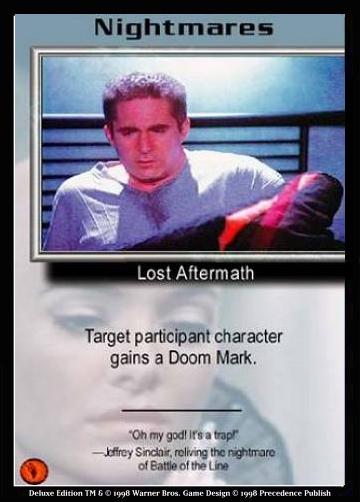 Nightmares
Lost Aftermath
Target participant character
gains a Doom Mark.
"Oh my god! It's a trap!"
—Jeffrey Sinclair, reliving the nightmare
of Battle of the Line
Deluxe Edition TM & © 1998 Warner Bros. Game Design © 1998 Precedence Publish